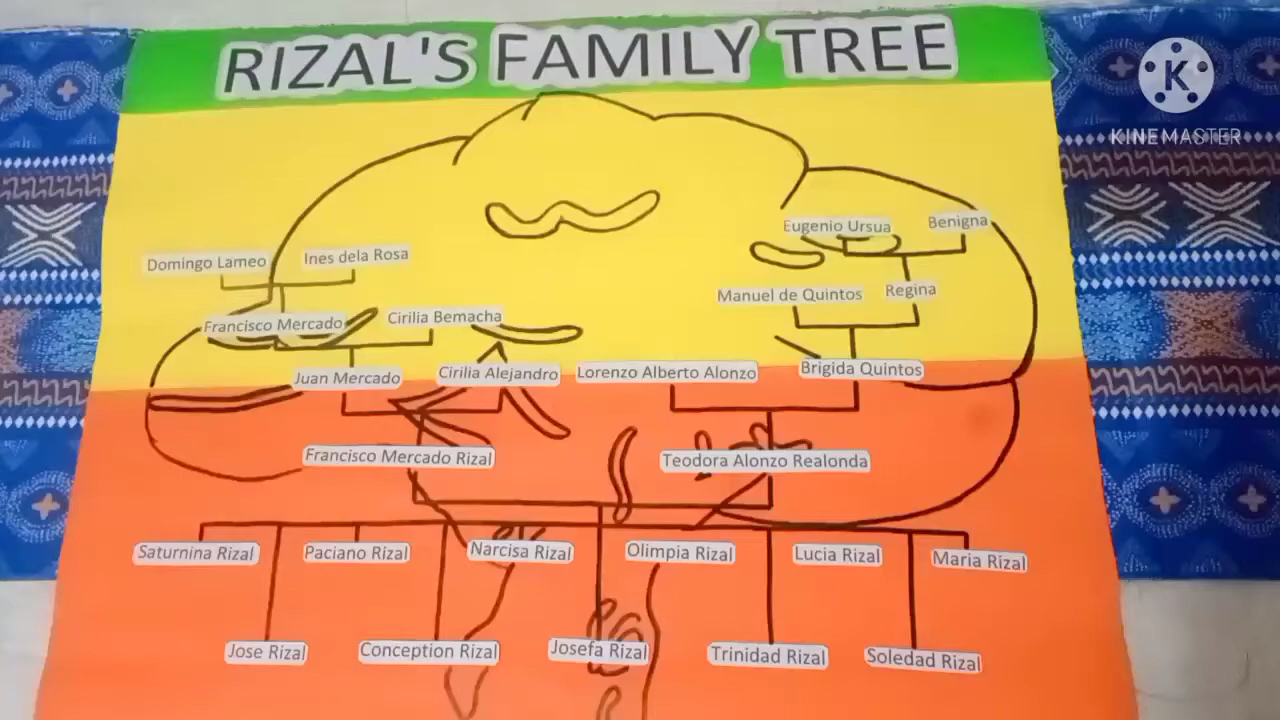 RIZAL'S FAMILY TREE
K
KINEMASTER
Eugenio Ursua
Benigna
Domingo Lameo
Ines dela Rosa
Manuel de Quintos
Regina
Francisco Mercado
Cirilia Bemacha
Juan Mercado
Cirilia Alejandro
Lorenzo Alberto Alonzo
Brigida Quintos
Francisco Mercado Rizal
Teodora Alonzo Realonda
Saturnina Rizal
Paciano Rizal
Narcisa Rizal
Olimpia Rizal
Lucia Rizal
Maria Rizal
Jose Rizal
Conception Rizal
Josefa Rizal
Trinidad Rizal
Soledad Rizal